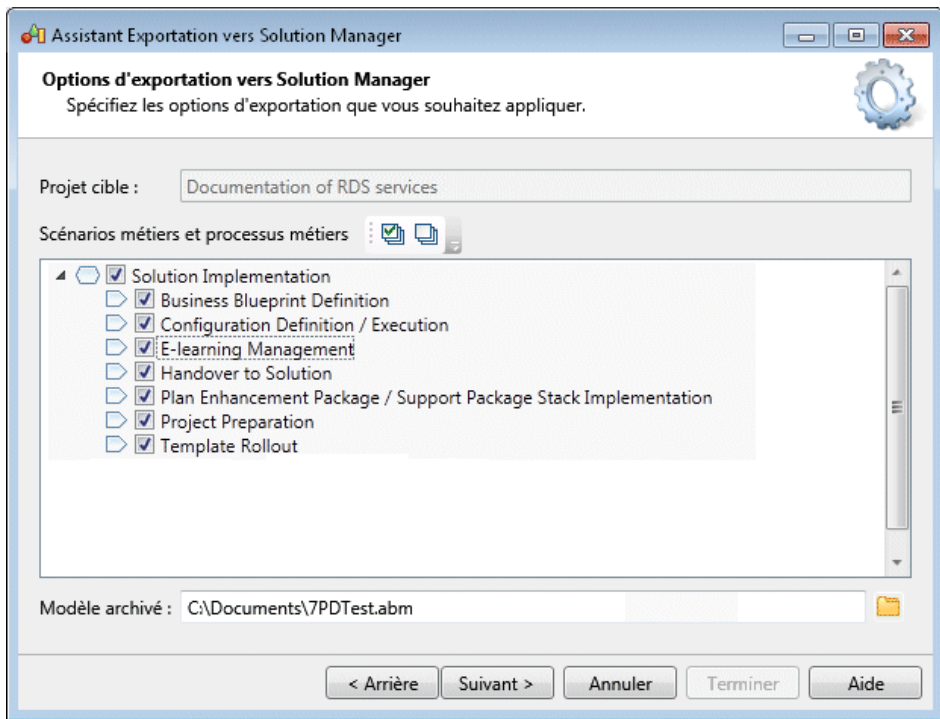 Assistant Exportation vers Solution Manager
Options d'exportation vers Solution Manager
Spécifiez les options d'exportation que vous souhaitez appliquer.
Projet cible : Documentation of RDS services
Scénarios métiers et processus métiers
Solution Implementation
Business Blueprint Definition
Configuration Definition / Execution
E-learning Management
Handover to Solution
Plan Enhancement Package / Support Package Stack Implementation
Project Preparation
Template Rollout
Modèle archivé : C:\Documents\7PDTest.abm
< Arrière Suivant > Annuler Terminer Aide